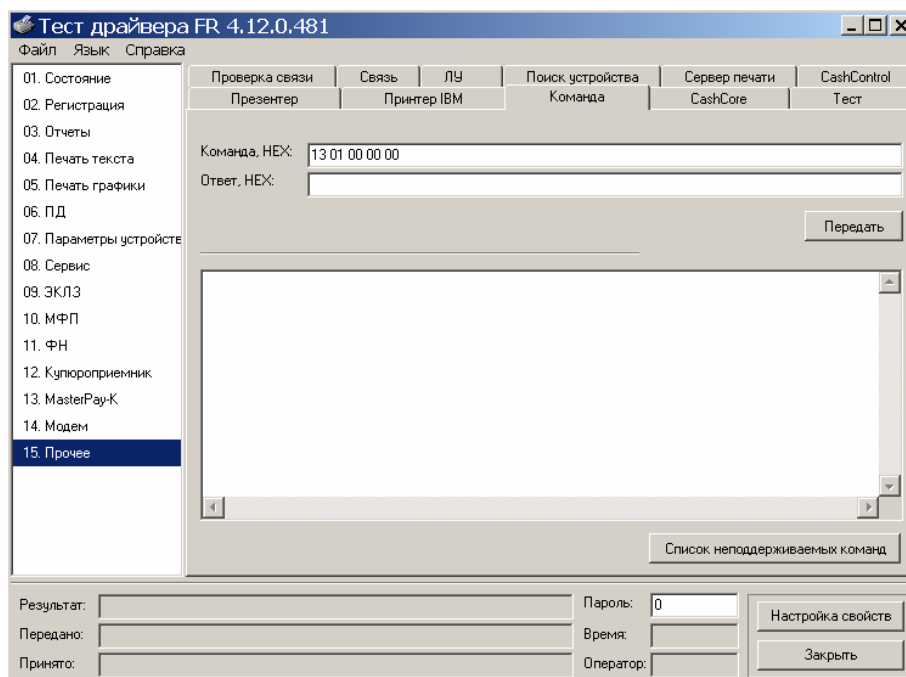 Тест драйвера FR 4.12.0.481
Файл Язык Справка
01. Состояние
02. Регистрация
03. Отчеты
04. Печать текста
05. Печать графики
06. ПД
07. Параметры устройств
08. Сервис
09. ЭКЛЗ
10. МФП
11. ФН
12. Купюроприемник
13. MasterPay-K
14. Модем
15. Прочее
Проверка связи Связь ЛУ Поиск устройства Сервер печати CashControl
Презентер Принтер IBM Команда CashCore Тест
Команда, HEX: 13 01 00 00 00
Ответ, HEX:
Передать
Список неподдерживаемых команд
Результат:
Передано:
Принято:
Пароль: 0
Время:
Оператор:
Настройка свойств
Закрыть